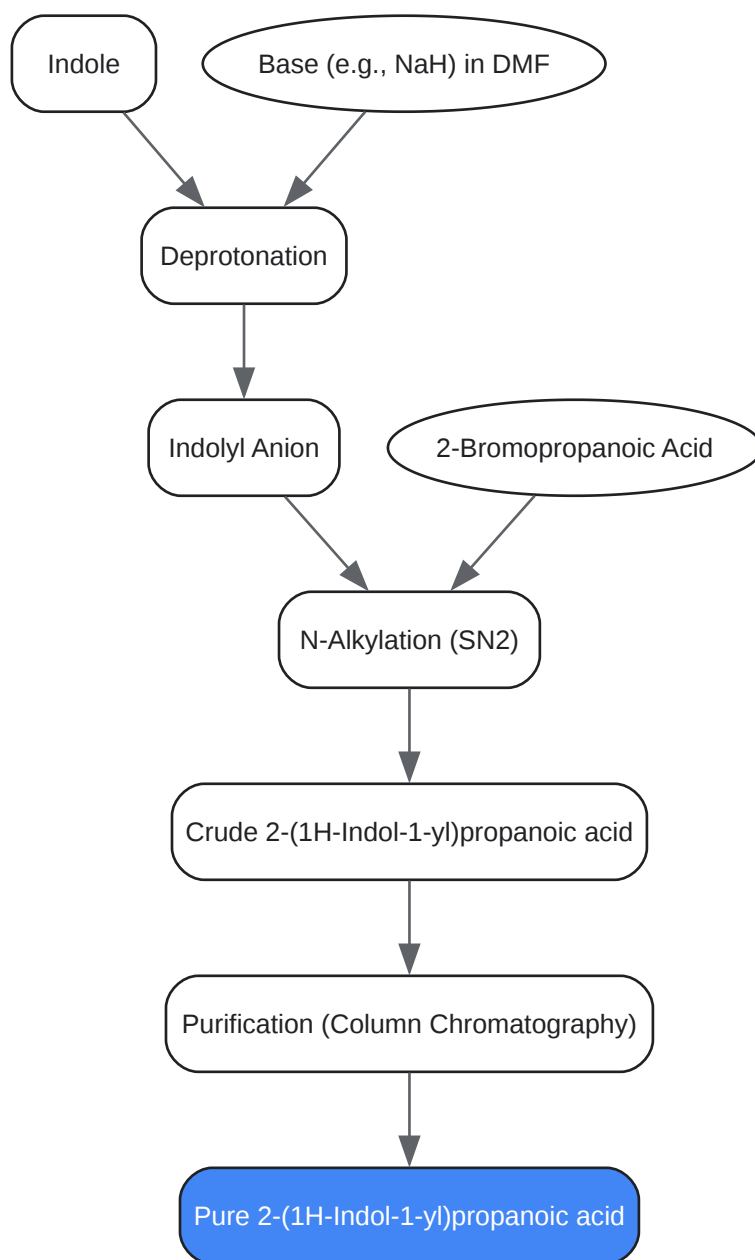 Indole
Base (e.g., NaH) in DMF
Deprotonation
Indolyl Anion
2-Bromopropanoic Acid
N-Alkylation (SN2)
Crude 2-(1H-Indol-1-yl)propanoic acid
Purification (Column Chromatography)
Pure 2-(1H-Indol-1-yl)propanoic acid